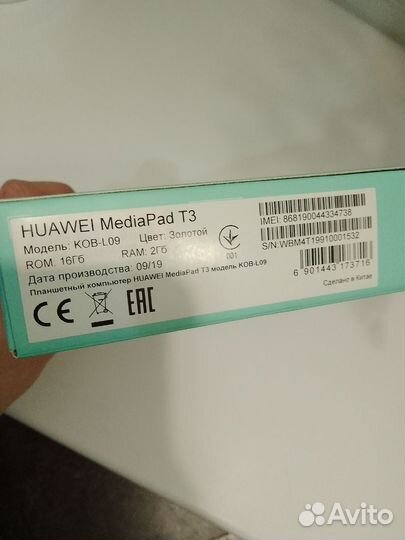 HUAWEI MediaPad T3
Модель: KOB-L09 Цвет: Золотой
ROM: 16Гб RAM: 2Гб
Дата производства: 09/19
Планшетный компьютер HUAWEI MediaPad T3 модель KOB-L09
CE EAC
001
IMEI: 868190044334738
S/N:WBM4T19910001532
6 901443 173716
Сделано в Китае
Avito